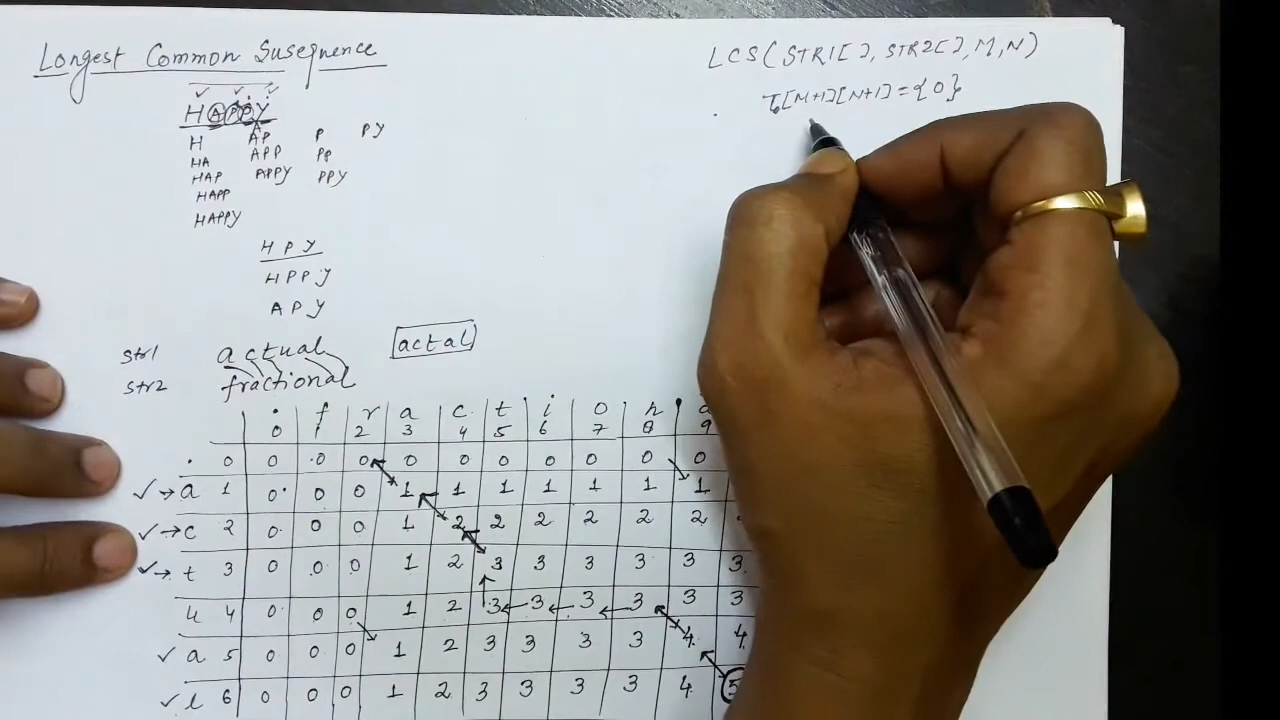 Longest Common Susequence
HAPPY
H AP P PY
HA APP PP
HAP APPY PPY
HAPP
HAPPY
HPY
HPPY
APY
str1 actual actal
str2 fractional
LCS(STR1[], STR2[], M, N)
[M+1][N+1]={0}
. f r a c t i o n
0 1 2 3 4 5 6 7 8 9
. 0 0 0 0 0 0 0 0 0 0 0
a 1 0 0 0 1 1 1 1 1 1 1
c 2 0 0 0 1 2 2 2 2 2 2
t 3 0 0 0 1 2 3 3 3 3 3 3
u 4 0 0 0 1 2 3 3 3 3 3 3
a 5 0 0 0 1 2 3 3 3 3 4 4
l 6 0 0 0 1 2 3 3 3 3 4 5